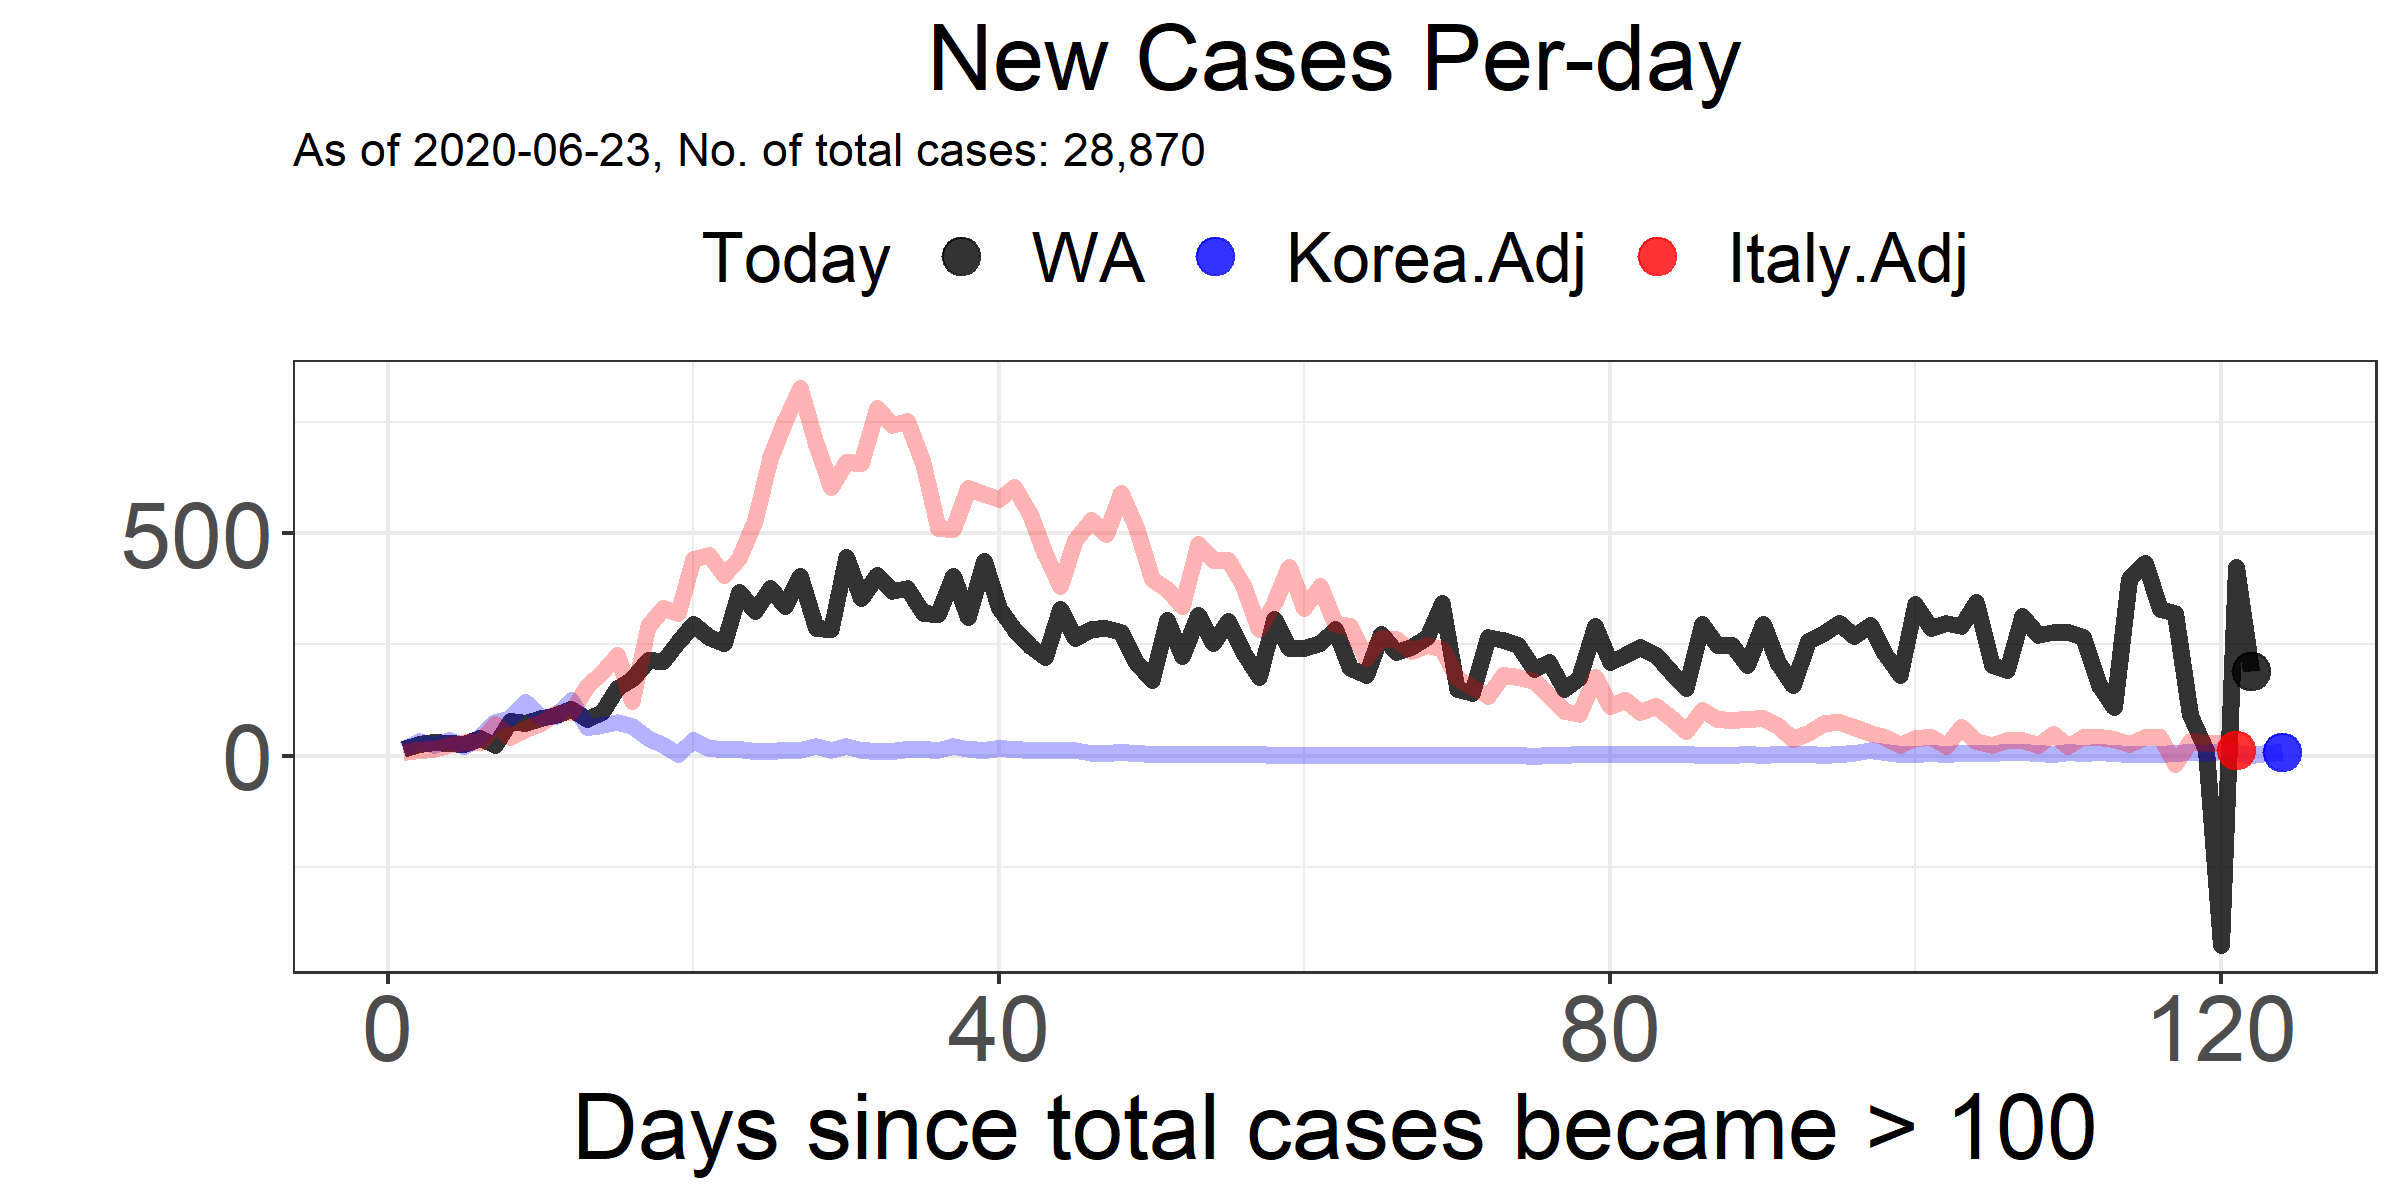 New Cases Per-day
As of 2020-06-23, No. of total cases: 28,870
Today WA Korea.Adj Italy.Adj
500
0
0 40 80 120
Days since total cases became > 100